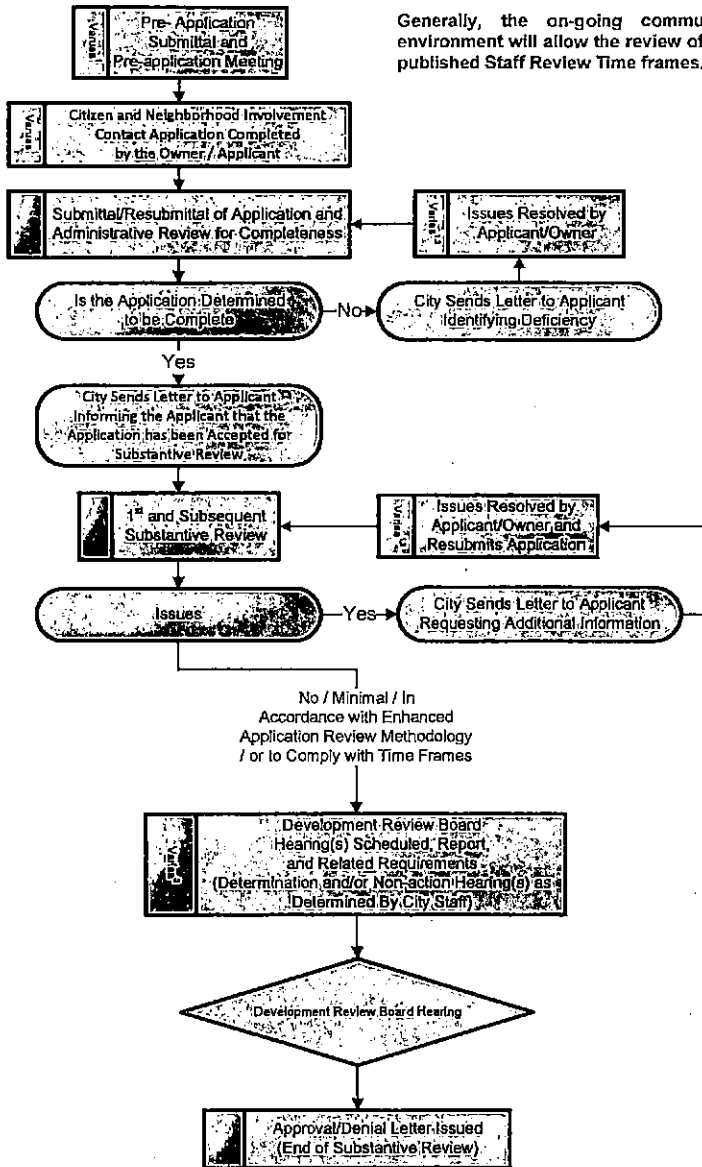 Generally, the on-going commu
environment will allow the review of
published Staff Review Time frames.
Pre- Application
Submittal and
Pre-application Meeting
Varies
Citizen and Neighborhood Involvement
Contact Application Completed
by the Owner / Applicant
Varies
Submittal/Resubmittal of Application and
Administrative Review for Completeness
Issues Resolved by
Applicant/Owner
Varies
Is the Application Determined
to be Complete
No
City Sends Letter to Applicant
Identifying Deficiency
Yes
City Sends Letter to Applicant
Informing the Applicant that the
Application has been Accepted for
Substantive Review
1st and Subsequent
Substantive Review
Issues Resolved by
Applicant/Owner and
Resubmits Application
Varies
Issues
Yes
City Sends Letter to Applicant
Requesting Additional Information
No / Minimal / In
Accordance with Enhanced
Application Review Methodology
/ or to Comply with Time Frames
Development Review Board
Hearing(s) Scheduled, Report
and Related Requirements
(Determination and/or Non-action Hearing(s) as
Determined By City Staff)
Varies
Development Review Board Hearing
Approval/Denial Letter Issued
(End of Substantive Review)